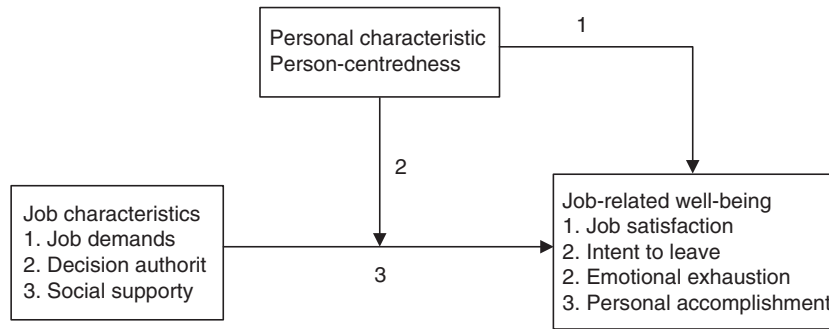 Personal characteristic
Person-centredness
1
2
Job characteristics
1. Job demands
2. Decision authorit
3. Social supporty
3
Job-related well-being
1. Job satisfaction
2. Intent to leave
2. Emotional exhaustion
3. Personal accomplishment